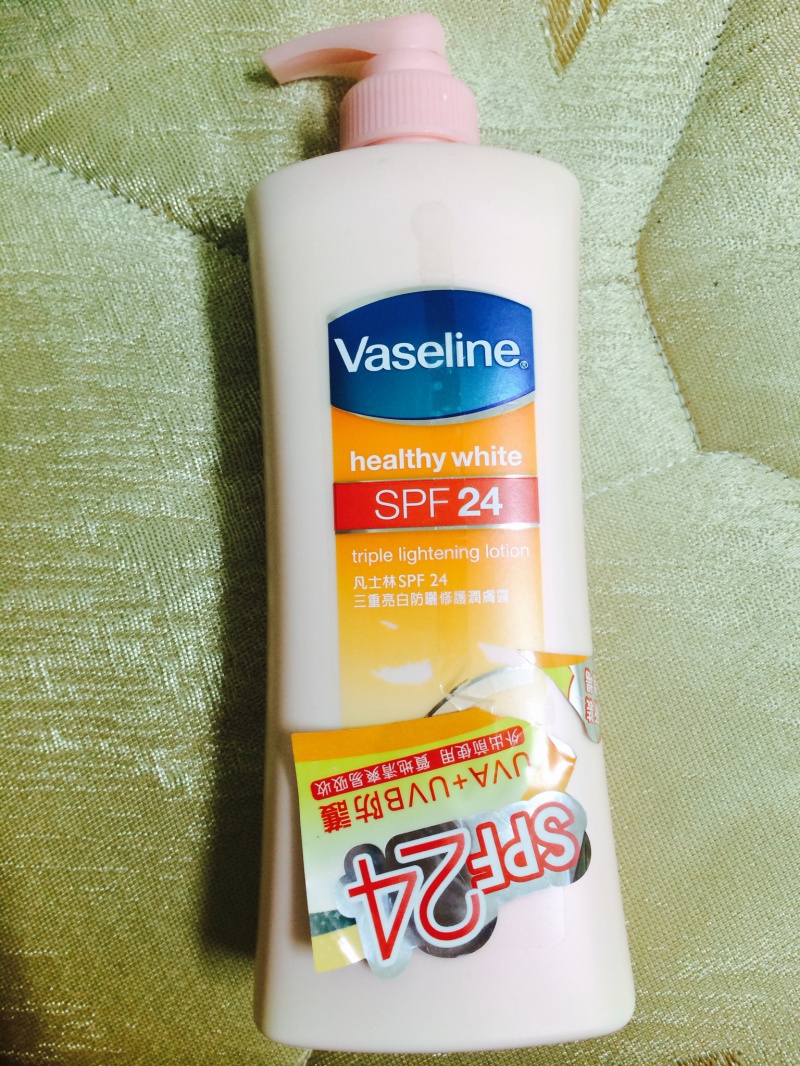 Vaseline®
healthy white
SPF 24
triple lightening lotion
凡士林SPF 24
三重亮白防曬修護潤膚露
SPF24
UVA+UVB防護
外出前使用 質地清爽易吸收